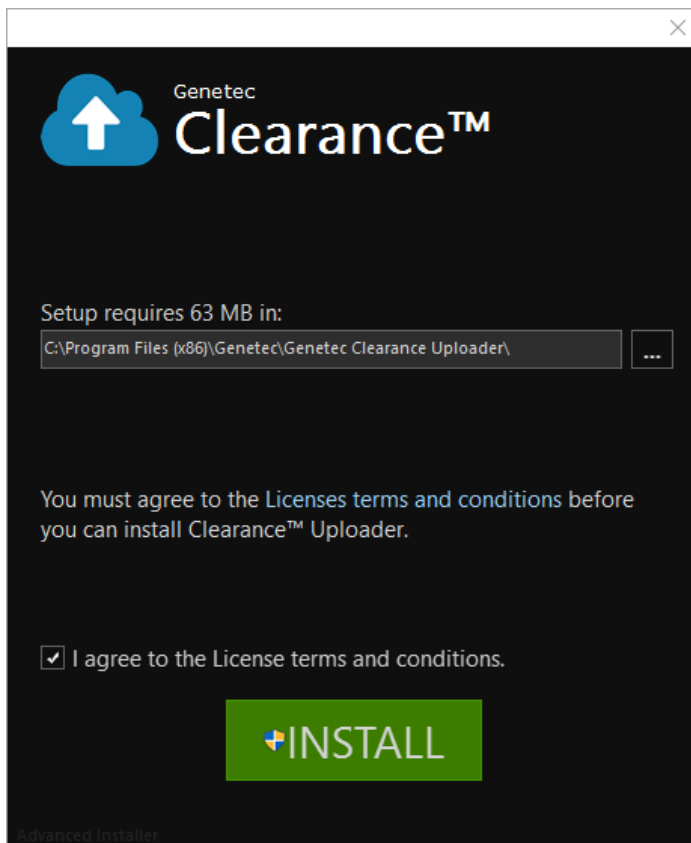 Genetec
Clearance™
Setup requires 63 MB in:
C:\Program Files (x86)\Genetec\Genetec Clearance Uploader\
...
You must agree to the Licenses terms and conditions before
you can install Clearance™ Uploader.
I agree to the License terms and conditions.
INSTALL
Advanced Installer